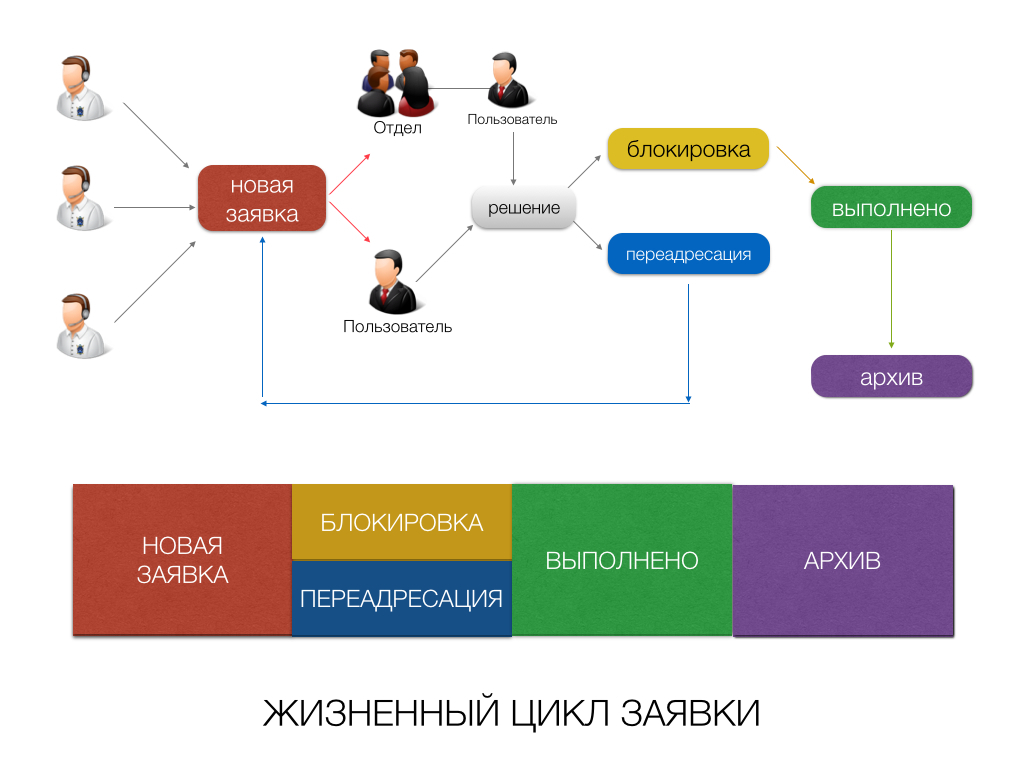 Отдел
Пользователь
блокировка
новая
заявка
решение
выполнено
переадресация
Пользователь
архив
НОВАЯ
ЗАЯВКА
БЛОКИРОВКА
ПЕРЕАДРЕСАЦИЯ
ВЫПОЛНЕНО
АРХИВ
ЖИЗНЕННЫЙ ЦИКЛ ЗАЯВКИ